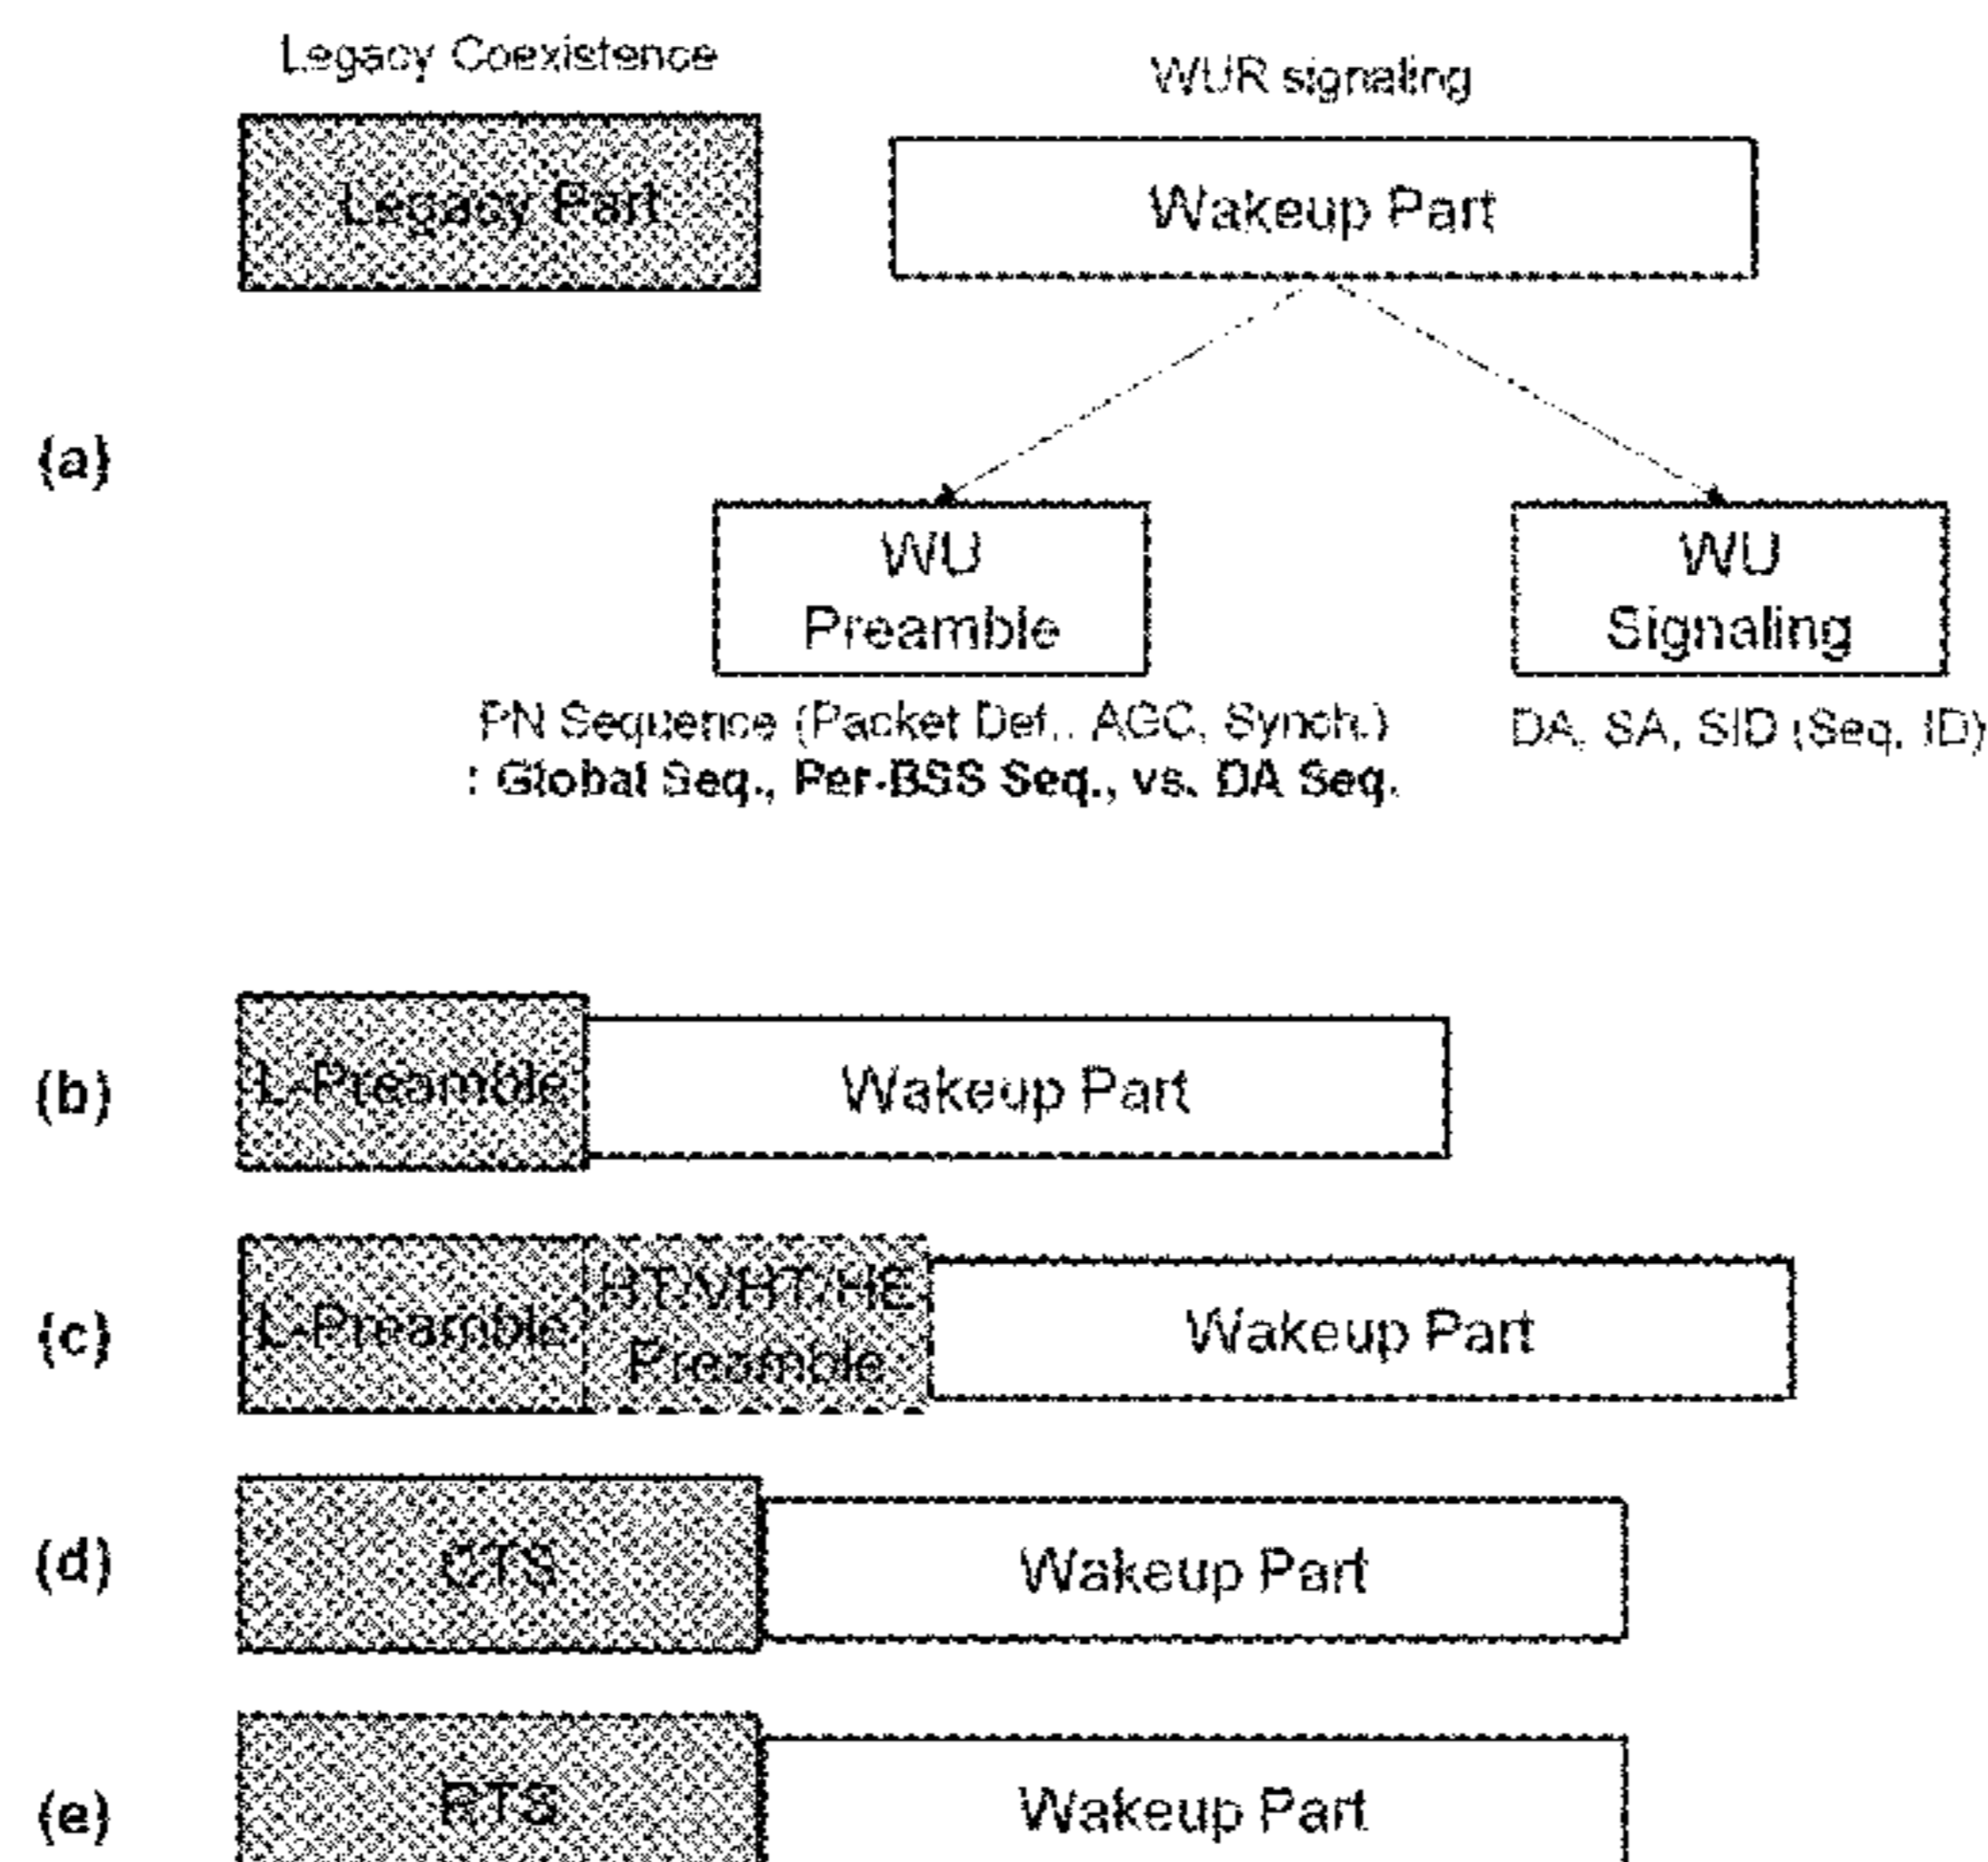 Legacy Coexistence
WUR signaling
Legacy Part
Wakeup Part
(a)
WU
Preamble
WU
Signaling
PN Sequence (Packet Det., AGC, Synch.)
: Global Seq., Per-BSS Seq., vs. DA Seq.
DA, SA, SID (Seq. ID)
(b)
L-Preamble
Wakeup Part
(c)
L-Preamble
HT/VHT/HE
Preamble
Wakeup Part
(d)
CTS
Wakeup Part
(e)
RTS
Wakeup Part